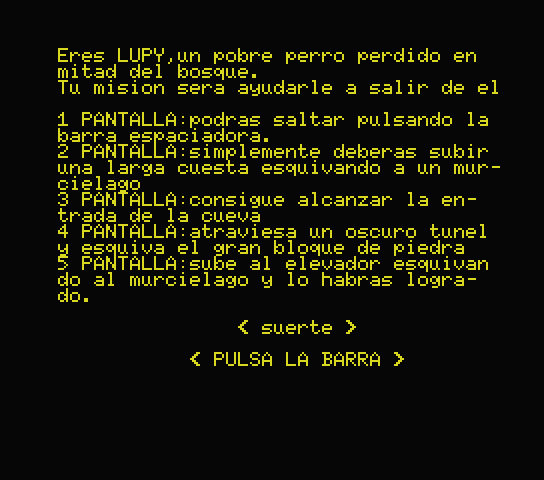 Eres LUPY,un pobre perro perdido en
mitad del bosque.
Tu mision sera ayudarle a salir de el
1 PANTALLA:podras saltar pulsando la
barra espaciadora.
2 PANTALLA:simplemente deberas subir
una larga cuesta esquivando a un mur-
cielago
3 PANTALLA:consigue alcanzar la en-
trada de la cueva
4 PANTALLA:atraviesa un oscuro tunel
y esquiva el gran bloque de piedra
5 PANTALLA:sube al elevador esquivan
do al murcielago y lo habras logra-
do.
< suerte >
< PULSA LA BARRA >